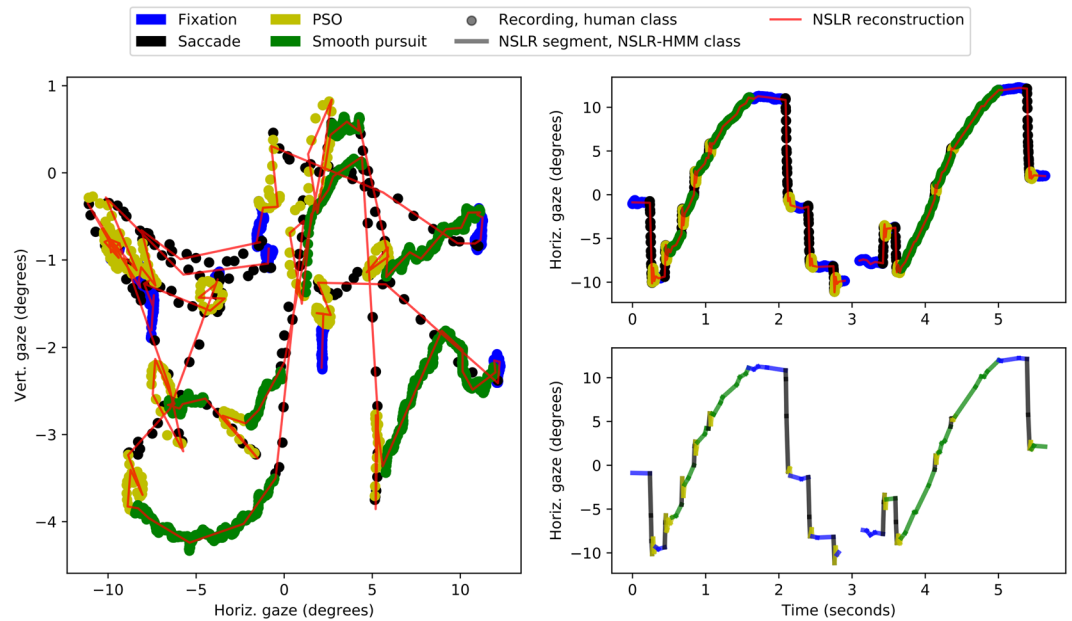 Fixation PSO Recording, human class NSLR reconstruction
Saccade Smooth pursuit NSLR segment, NSLR-HMM class
1
0
−1
−2
−3
−4
Vert. gaze (degrees)
−10 −5 0 5 10
Horiz. gaze (degrees)
10
5
0
−5
−10
Horiz. gaze (degrees)
0 1 2 3 4 5
10
5
0
−5
−10
Horiz. gaze (degrees)
0 1 2 3 4 5
Time (seconds)